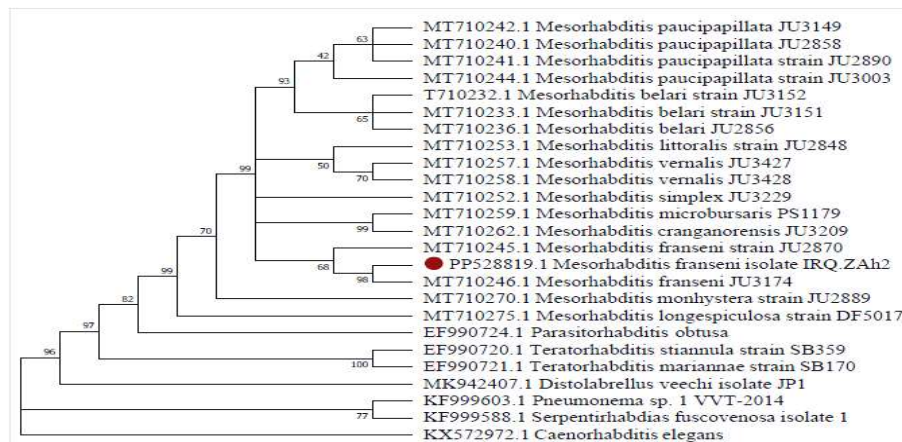 MT710242.1 Mesorhabditis paucipapillata JU3149
MT710240.1 Mesorhabditis paucipapillata JU2858
MT710241.1 Mesorhabditis paucipapillata strain JU2890
MT710244.1 Mesorhabditis paucipapillata strain JU3003
T710232.1 Mesorhabditis belari strain JU3152
MT710233.1 Mesorhabditis belari strain JU3151
MT710236.1 Mesorhabditis belari JU2856
MT710253.1 Mesorhabditis littoralis strain JU2848
MT710257.1 Mesorhabditis vernalis JU3427
MT710258.1 Mesorhabditis vernalis JU3428
MT710252.1 Mesorhabditis simplex JU3229
MT710259.1 Mesorhabditis microbursaris PS1179
MT710262.1 Mesorhabditis cranganorensis JU3209
MT710245.1 Mesorhabditis franseni strain JU2870
PP528819.1 Mesorhabditis franseni isolate IRQ.ZAh2
MT710246.1 Mesorhabditis franseni JU3174
MT710270.1 Mesorhabditis monhystera strain JU2889
MT710275.1 Mesorhabditis longespiculosa strain DF5017
EF990724.1 Parasitorhabditis obtusa
EF990720.1 Teratorhabditis stiannula strain SB359
EF990721.1 Teratorhabditis mariannae strain SB170
MK942407.1 Distolabrellus veechi isolate JP1
KF999603.1 Pneumonema sp. 1 VVT-2014
KF999588.1 Serpentirhabdias fuscovenosa isolate 1
KX572972.1 Caenorhabditis elegans
63
42
93
65
99
50
70
99
68
98
70
99
82
97
100
96
77